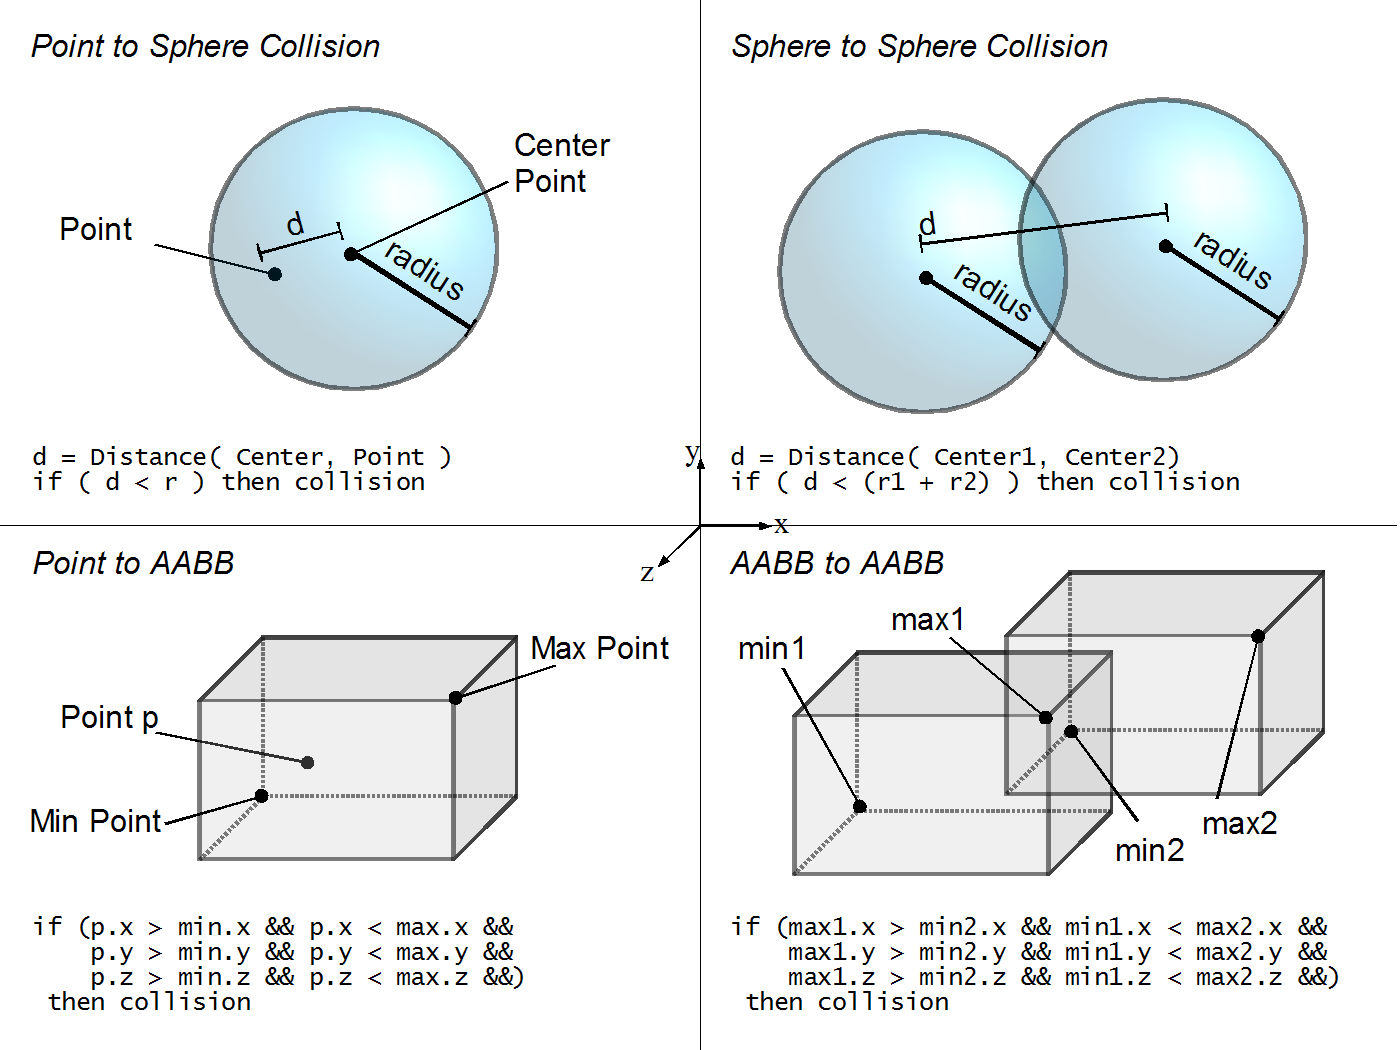 Point to Sphere Collision
Center
Point
Point
d
radius
d = Distance( Center, Point )
if ( d < r ) then collision
Sphere to Sphere Collision
d
radius
radius
d = Distance( Center1, Center2)
if ( d < (r1 + r2) ) then collision
y
x
z
Point to AABB
Max Point
Point p
Min Point
if (p.x > min.x && p.x < max.x &&
p.y > min.y && p.y < max.y &&
p.z > min.z && p.z < max.z &&)
then collision
AABB to AABB
max1
min1
max2
min2
if (max1.x > min2.x && min1.x < max2.x &&
max1.y > min2.y && min1.y < max2.y &&
max1.z > min2.z && min1.z < max2.z &&)
then collision